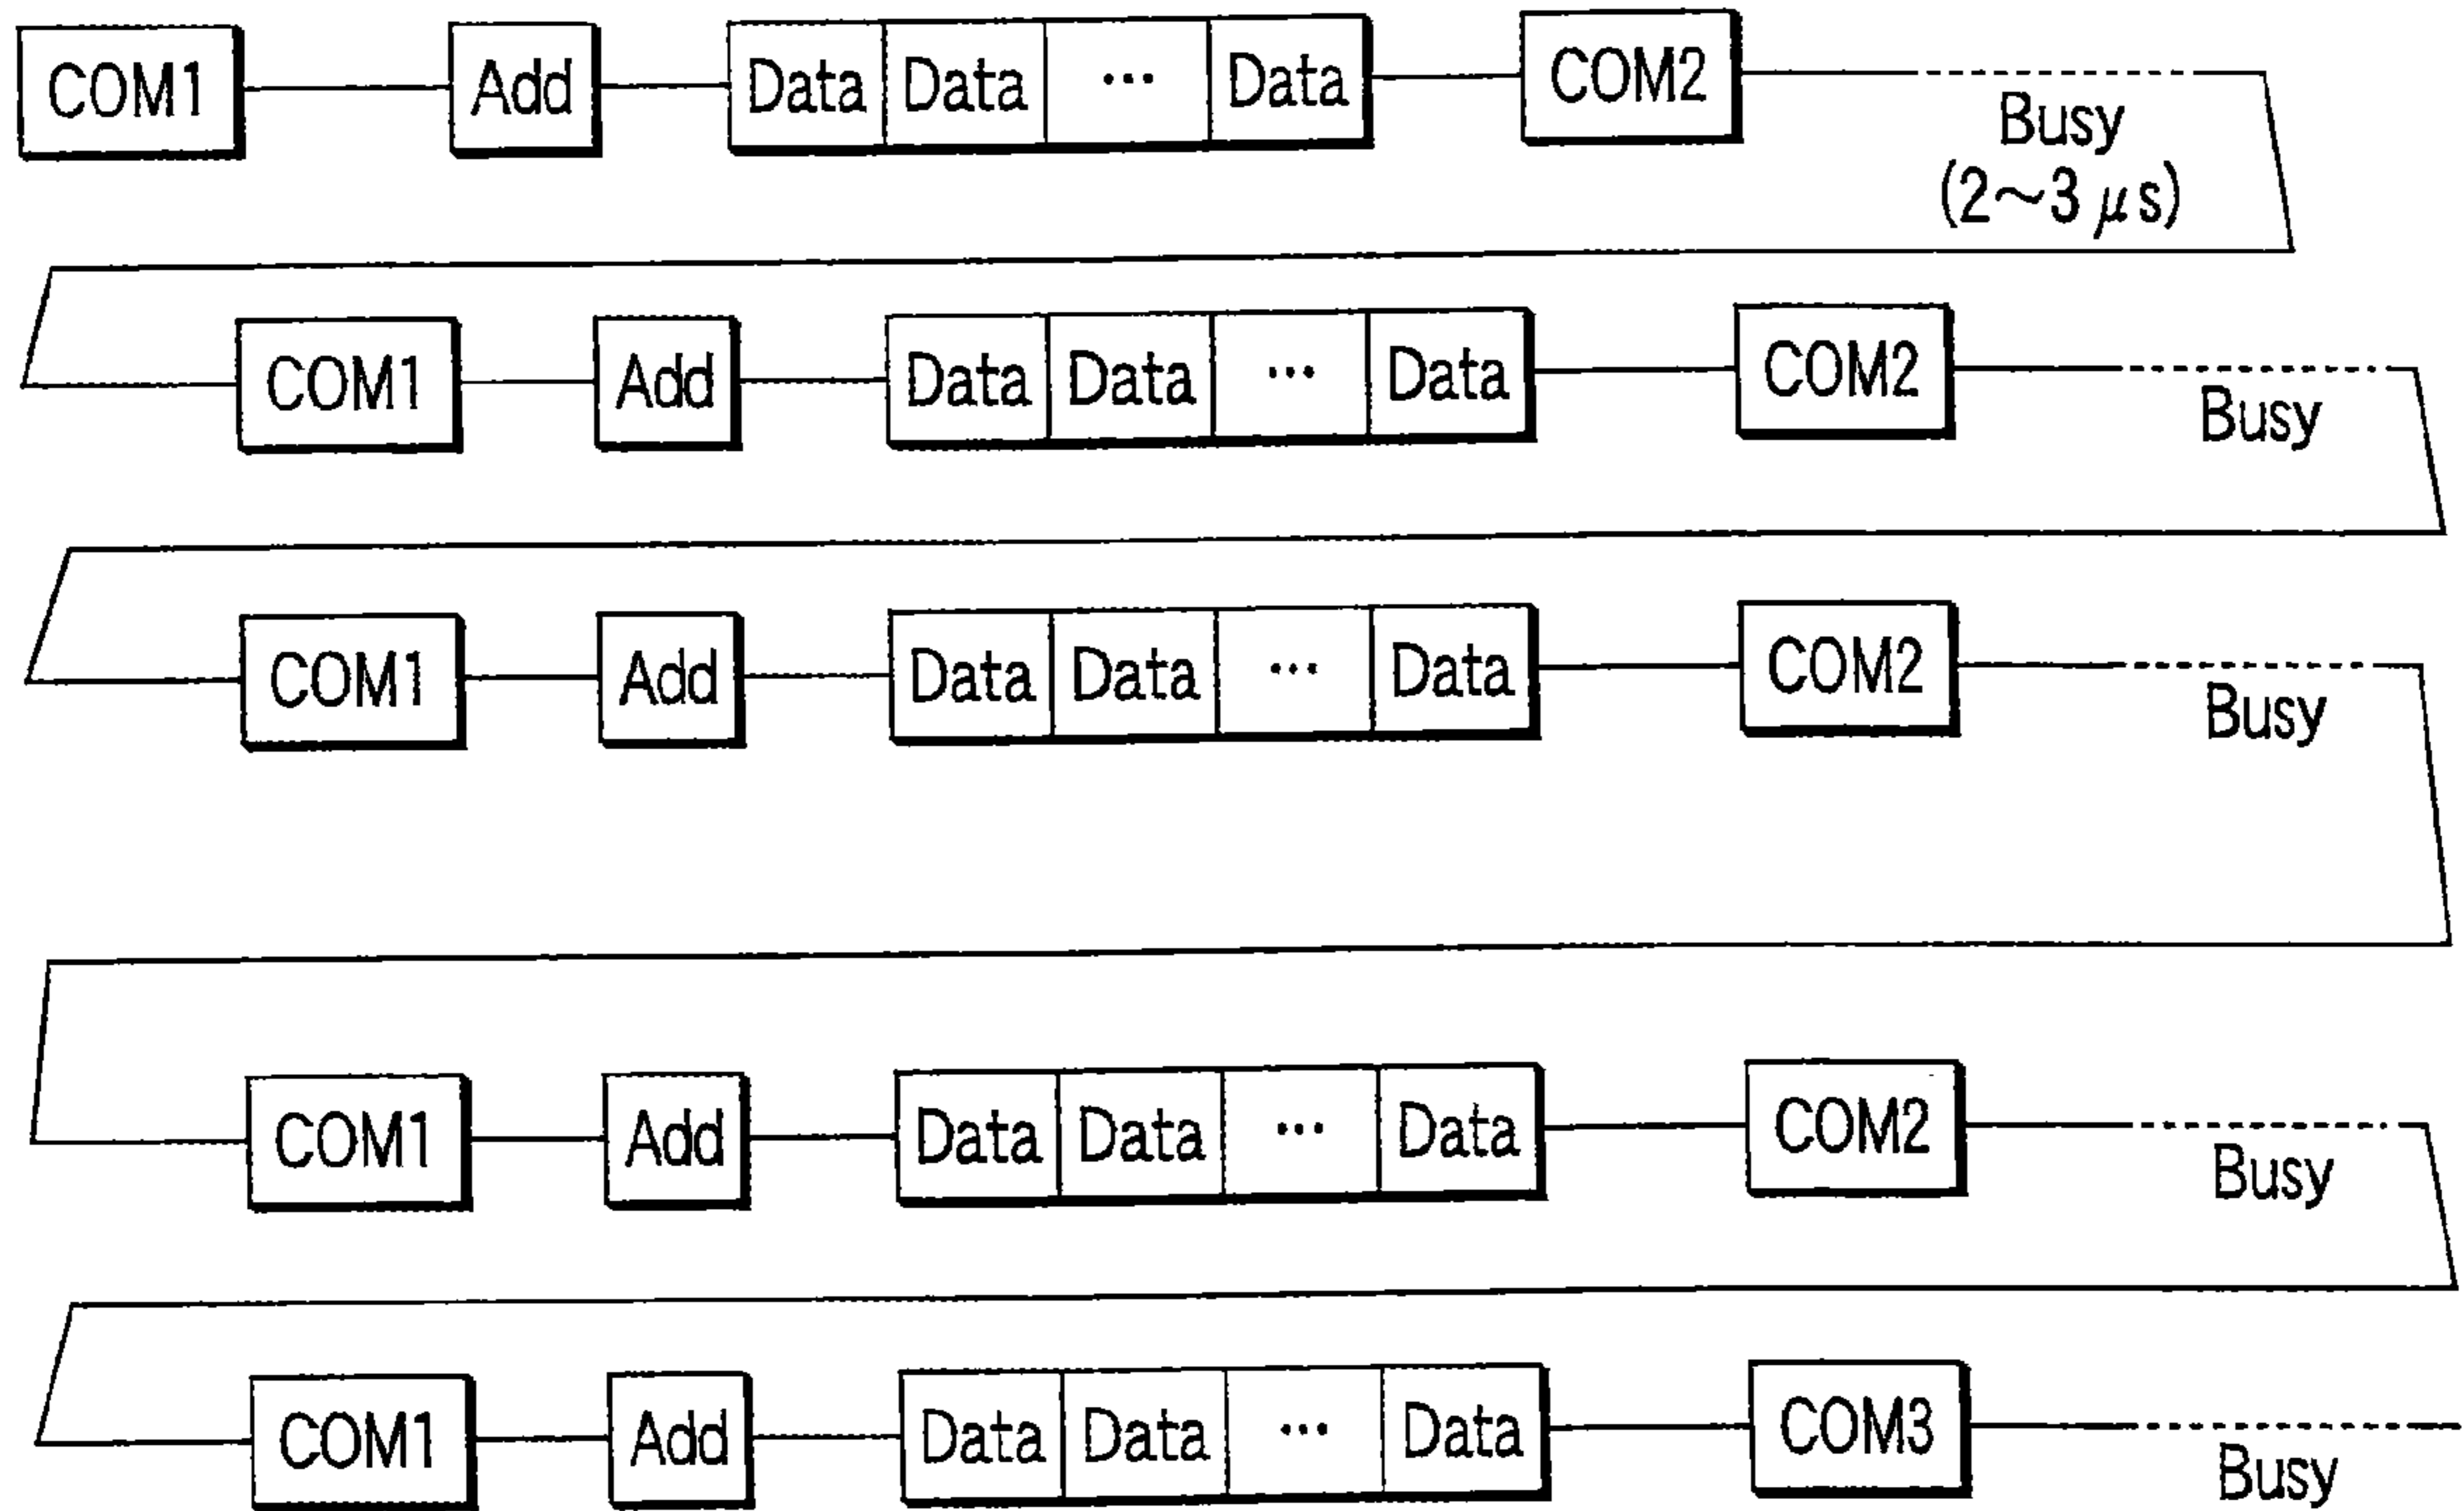 COM1 Add Data Data ... Data COM2
Busy
(2～3 μs)
COM1 Add Data Data ... Data COM2
Busy
COM1 Add Data Data ... Data COM2
Busy
COM1 Add Data Data ... Data COM2
Busy
COM1 Add Data Data ... Data COM3
Busy